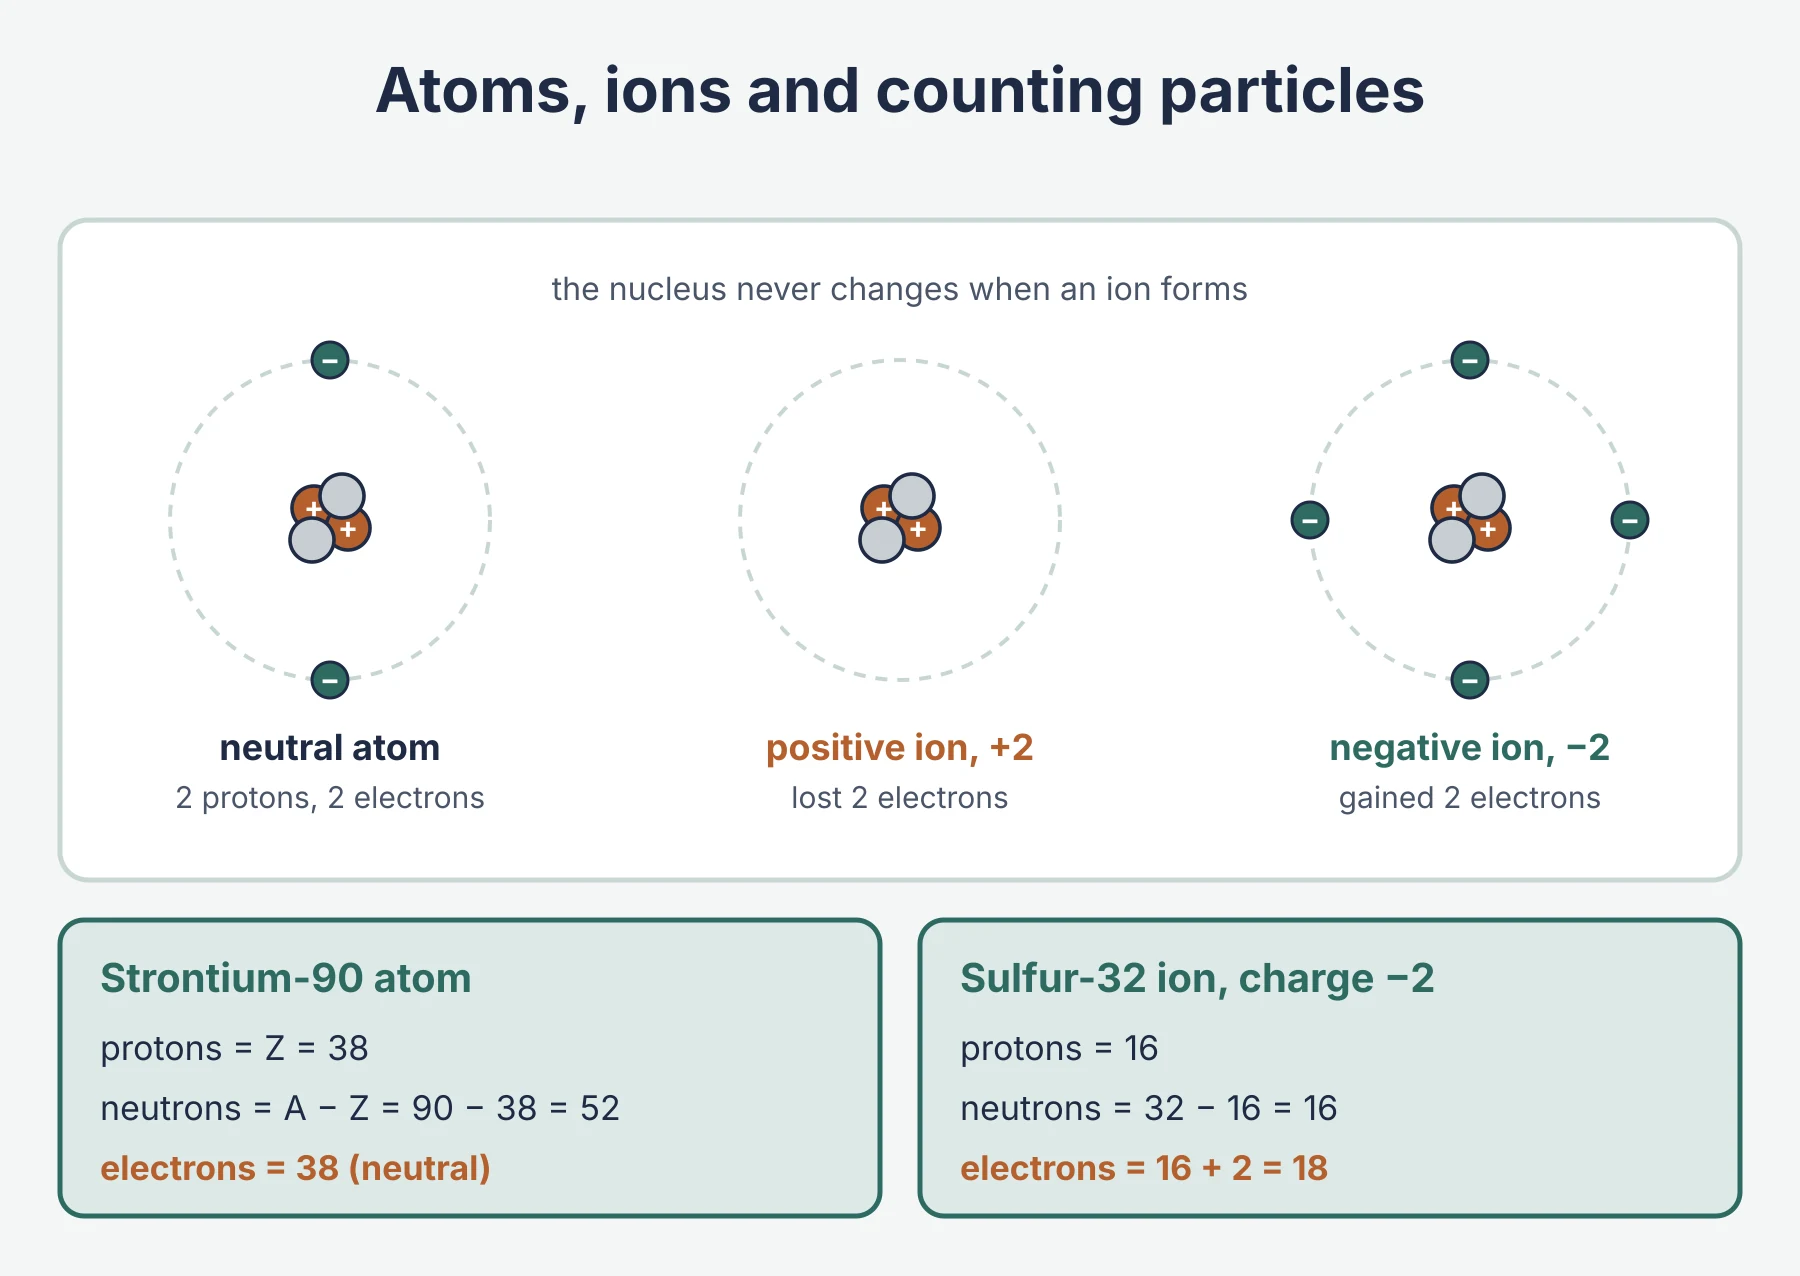 Atoms, ions and counting particles
the nucleus never changes when an ion forms
− − − −
+ + + + + +
− −
− −
neutral atom positive ion, +2 negative ion, −2
2 protons, 2 electrons lost 2 electrons gained 2 electrons
Strontium-90 atom
protons = Z = 38
neutrons = A − Z = 90 − 38 = 52
electrons = 38 (neutral)
Sulfur-32 ion, charge −2
protons = 16
neutrons = 32 − 16 = 16
electrons = 16 + 2 = 18